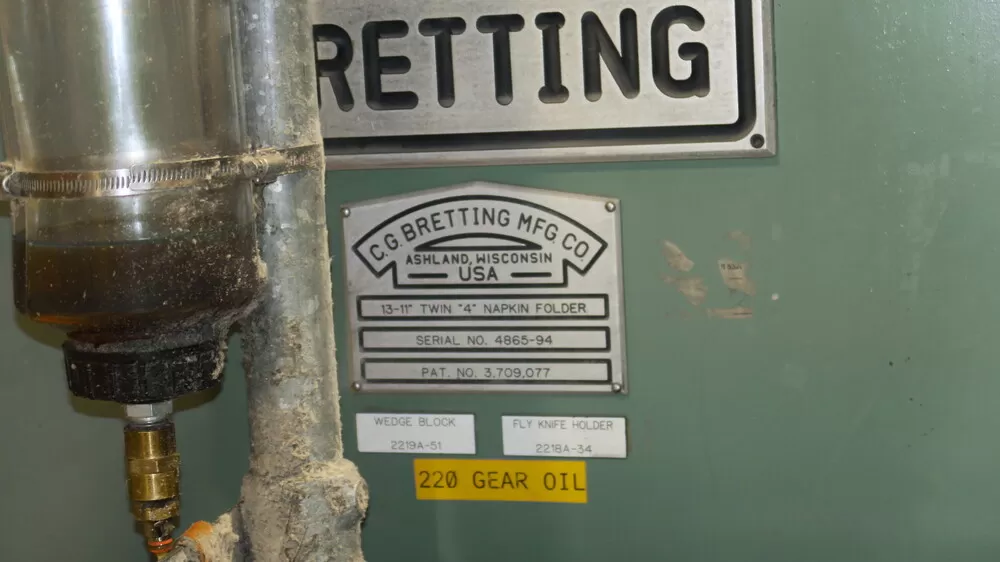 RETTING
C.G. BRETTING MFG. CO.
ASHLAND, WISCONSIN
USA
13-11" TWIN "4" NAPKIN FOLDER
SERIAL NO. 4865-94
PAT. NO. 3,709,077
WEDGE BLOCK
2219A-51
FLY KNIFE HOLDER
2218A-34
220 GEAR OIL